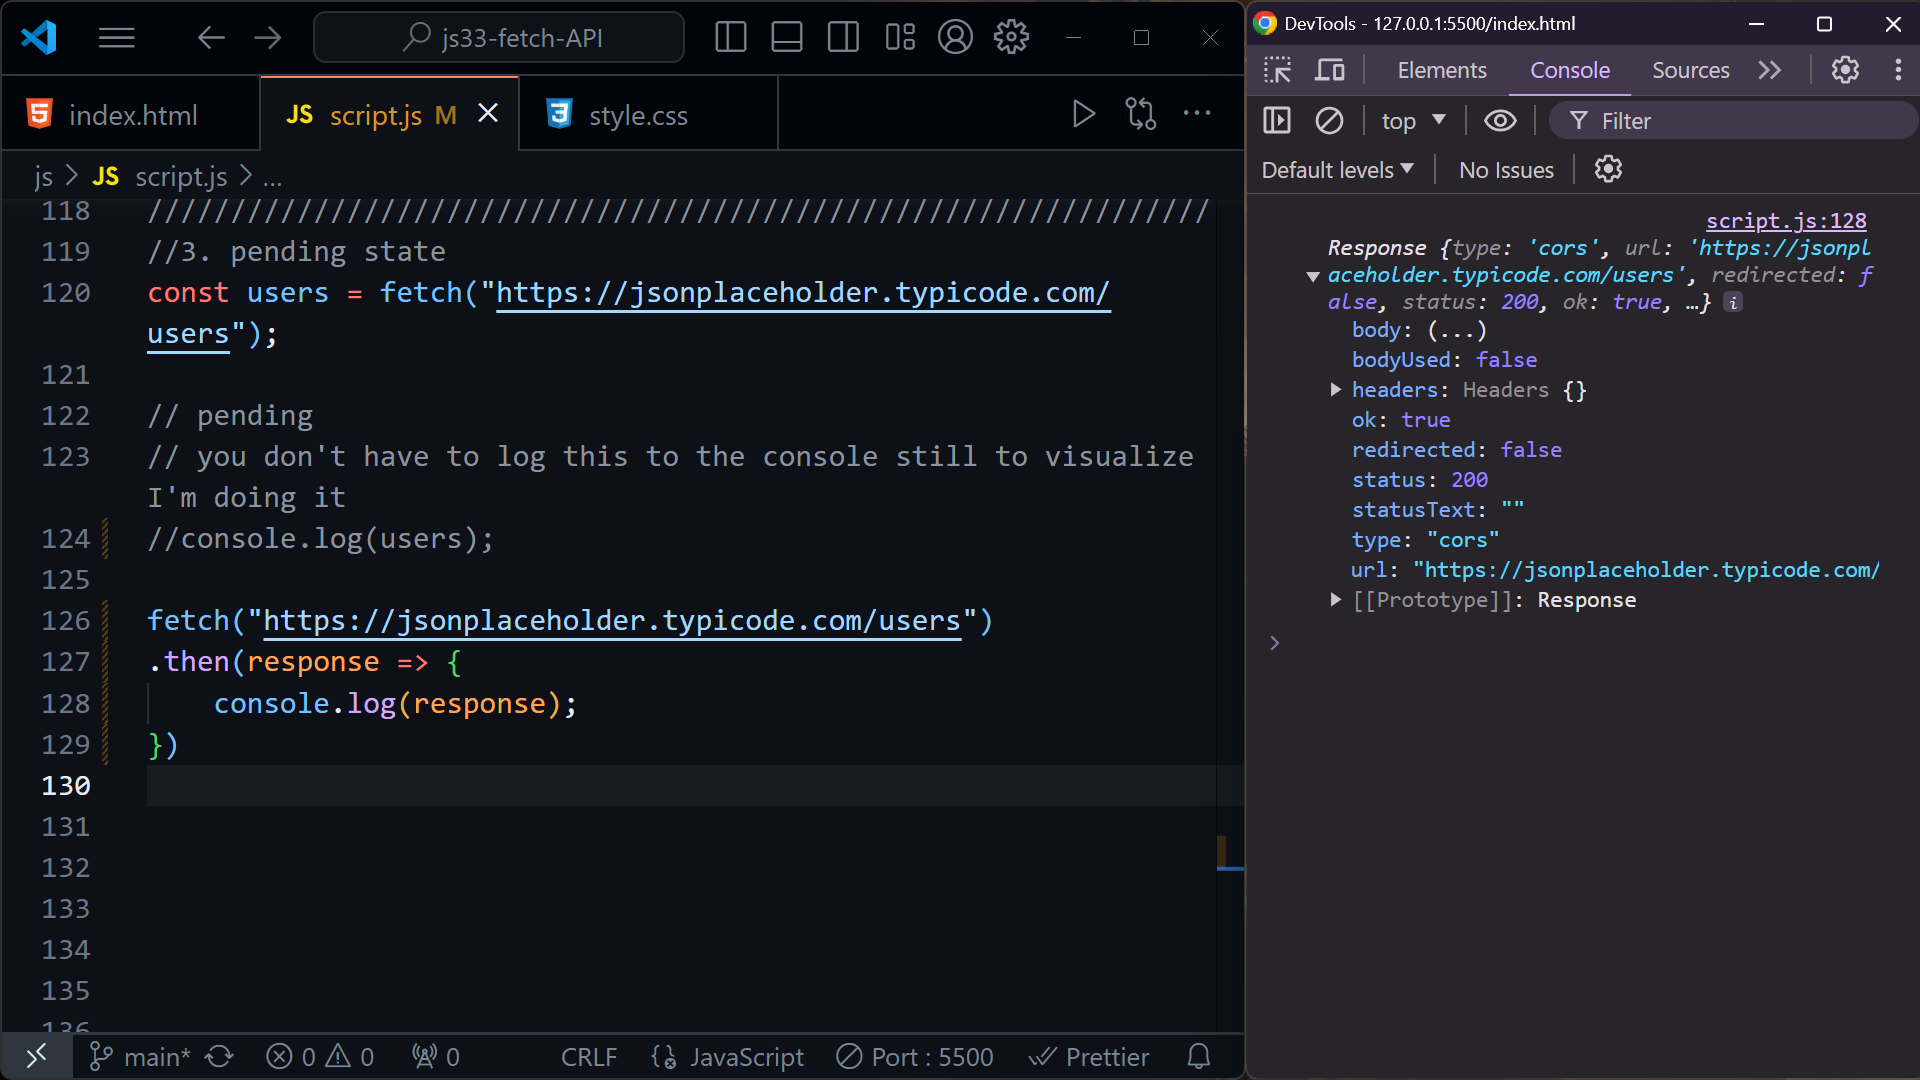 js33-fetch-API
index.html
JS script.js M
style.css
js > JS script.js > ...
118 ////////////////////////////////////////////////////////////////
119 //3. pending state
120 const users = fetch("https://jsonplaceholder.typicode.com/
users");
121
122 // pending
123 // you don't have to log this to the console still to visualize
I'm doing it
124 //console.log(users);
125
126 fetch("https://jsonplaceholder.typicode.com/users")
127 .then(response => {
128 console.log(response);
129 })
130
131
132
133
134
135
136
main* 0 0 0 CRLF JavaScript Port : 5500 Prettier
DevTools - 127.0.0.1:5500/index.html
Elements Console Sources
top Filter
Default levels No Issues
script.js:128
Response {type: 'cors', url: 'https://jsonpl
aceholder.typicode.com/users', redirected: f
alse, status: 200, ok: true, …} i
body: (...)
bodyUsed: false
headers: Headers {}
ok: true
redirected: false
status: 200
statusText: ""
type: "cors"
url: "https://jsonplaceholder.typicode.com/
[[Prototype]]: Response